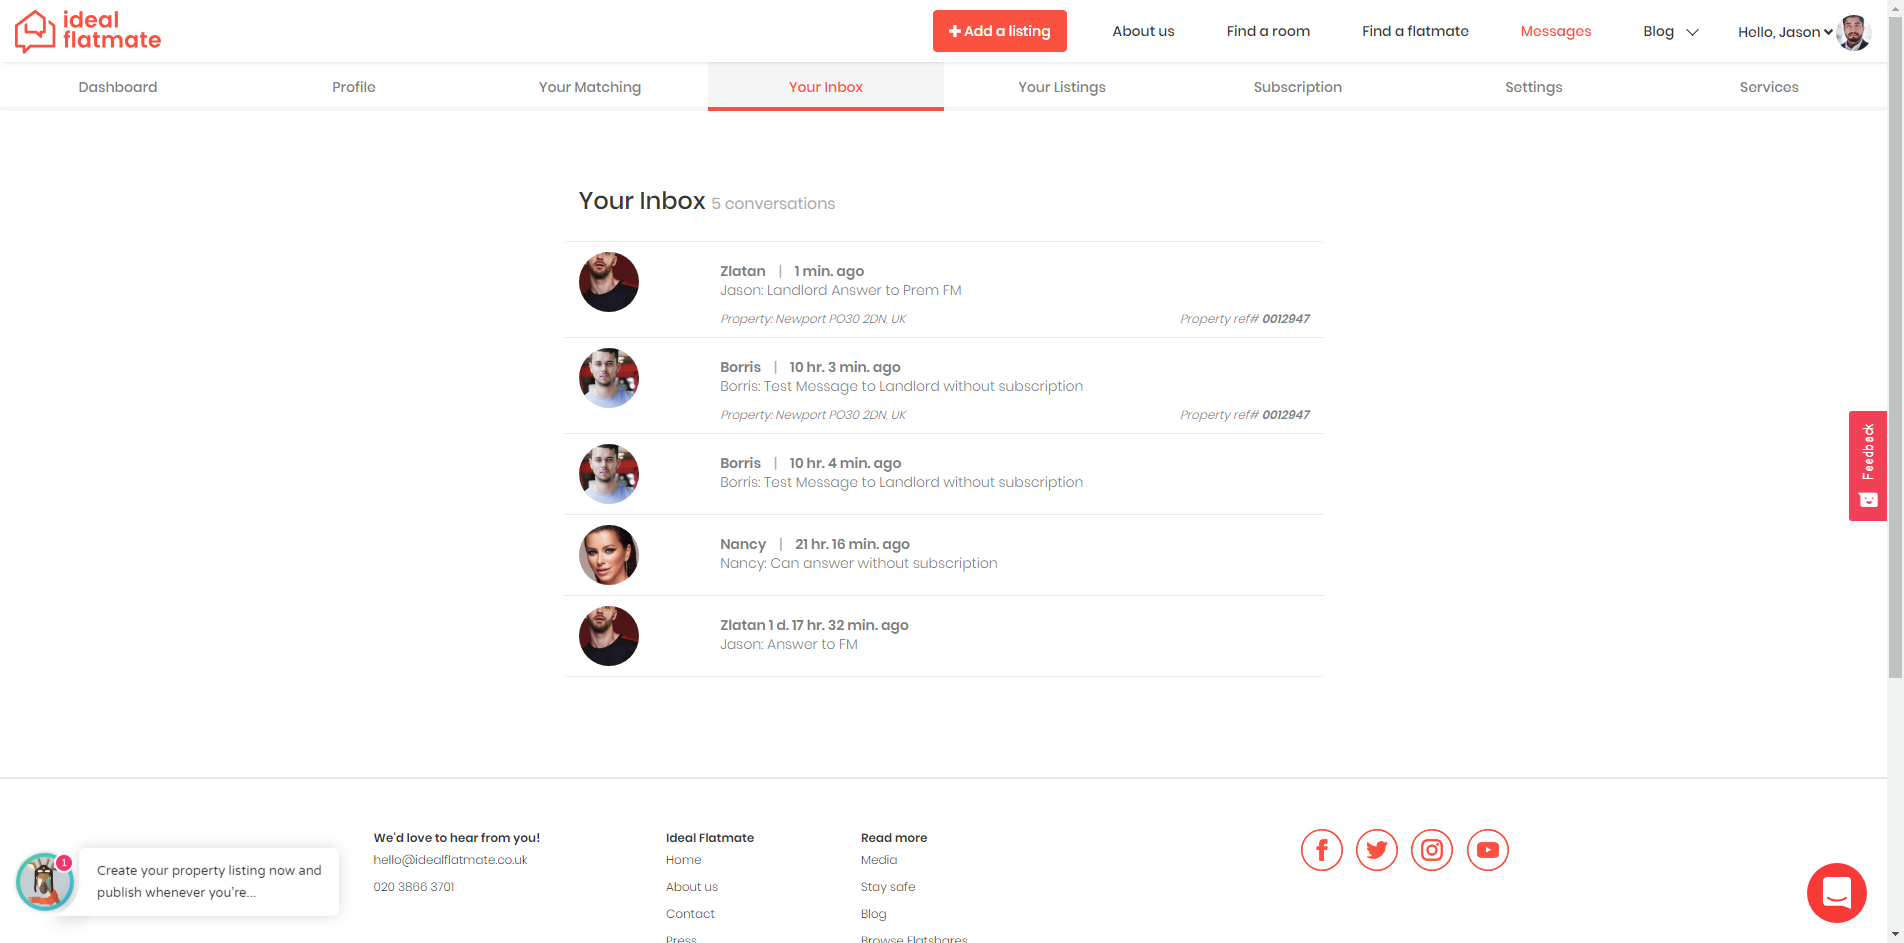 ideal
flatmate
Add a listing
About us
Find a room
Find a flatmate
Messages
Blog
Hello, Jason
Dashboard
Profile
Your Matching
Your Inbox
Your Listings
Subscription
Settings
Services
Your Inbox 5 conversations
Zlatan | 1 min. ago
Jason: Landlord Answer to Prem FM
Property: Newport PO30 2DN, UK
Property ref# 0012947
Borris | 10 hr. 3 min. ago
Borris: Test Message to Landlord without subscription
Property: Newport PO30 2DN, UK
Property ref# 0012947
Borris | 10 hr. 4 min. ago
Borris: Test Message to Landlord without subscription
Nancy | 21 hr. 16 min. ago
Nancy: Can answer without subscription
Zlatan 1 d. 17 hr. 32 min. ago
Jason: Answer to FM
Feedback
1
Create your property listing now and
publish whenever you're...
We'd love to hear from you!
hello@idealflatmate.co.uk
020 3866 3701
Ideal Flatmate
Home
About us
Contact
Press
Read more
Media
Stay safe
Blog
Browse Flatshares